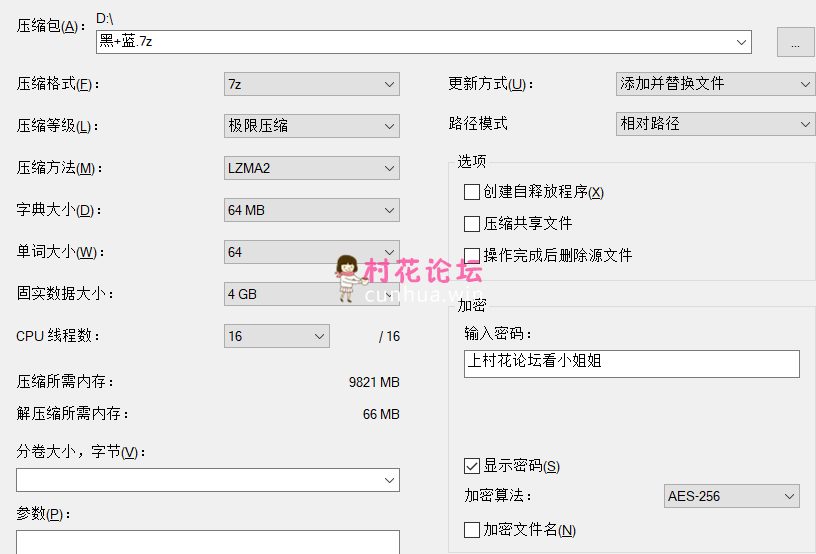 压缩包(A)：
D:\
黑+蓝.7z
...
压缩格式(F)：
7z
压缩等级(L)：
极限压缩
压缩方法(M)：
LZMA2
字典大小(D)：
64 MB
单词大小(W)：
64
固实数据大小：
4 GB
CPU 线程数：
16
/ 16
压缩所需内存：
9821 MB
解压缩所需内存：
66 MB
分卷大小，字节(V)：
参数(P)：
更新方式(U)：
添加并替换文件
路径模式
相对路径
选项
创建自释放程序(X)
压缩共享文件
操作完成后删除源文件
村花论坛
cunhua.win
加密
输入密码：
上村花论坛看小姐姐
显示密码(S)
加密算法：
AES-256
加密文件名(N)